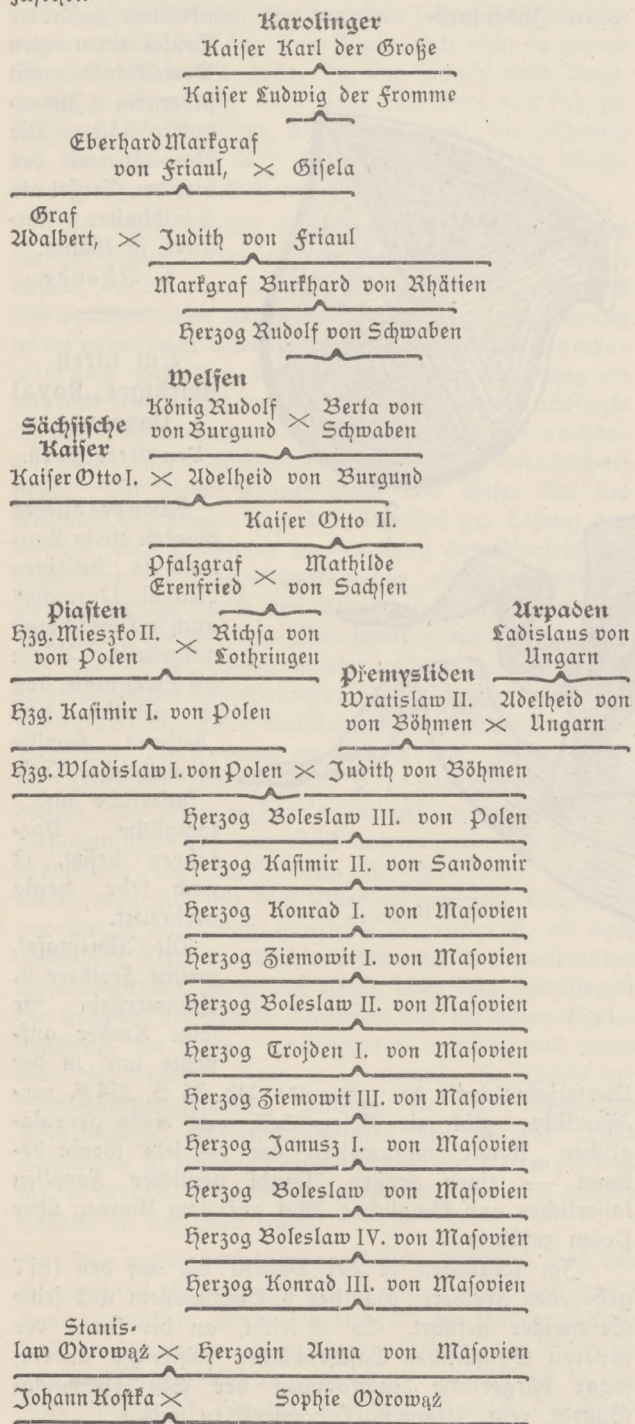 Karolinger
Kaiser Karl der Große
Kaiser Ludwig der Fromme
Eberhard Markgraf
von Friaul, × Gisela
Graf
Adalbert, × Judith von Friaul
Markgraf Burkhard von Rhätien
Herzog Rudolf von Schwaben
Welfen
König Rudolf × Berta von
von Burgund Schwaben
Sächsische
Kaiser
Kaiser Otto I. × Adelheid von Burgund
Kaiser Otto II.
Pfalzgraf × Mathilde
Erenfried von Sachsen
Piasten
Hzg. Mieszko II. × Richsa von
von Polen Lothringen
Arpaden
Ladislaus von
Ungarn
Přemysliden
Wratislaw II. Adelheid von
von Böhmen × Ungarn
Hzg. Kasimir I. von Polen
Hzg. Wladislaw I. von Polen × Judith von Böhmen
Herzog Boleslaw III. von Polen
Herzog Kasimir II. von Sandomir
Herzog Konrad I. von Masovien
Herzog Ziemowit I. von Masovien
Herzog Boleslaw II. von Masovien
Herzog Trojden I. von Masovien
Herzog Ziemowit III. von Masovien
Herzog Janusz I. von Masovien
Herzog Boleslaw von Masovien
Herzog Boleslaw IV. von Masovien
Herzog Konrad III. von Masovien
Stanis-
law Odrowąż × Herzogin Anna von Masovien
Johann Kostka × Sophie Odrowąż